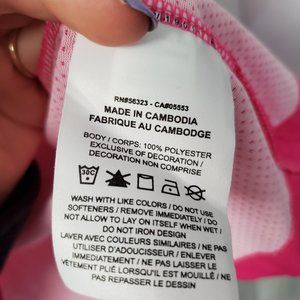 RN#56323 - CA#05553
MADE IN CAMBODIA
FABRIQUE AU CAMBODGE
BODY / CORPS: 100% POLYESTER
EXCLUSIVE OF DECORATION /
DECORATION NON COMPRISE
30C
WASH WITH LIKE COLORS / DO NOT USE
SOFTENERS / REMOVE IMMEDIATELY / DO
NOT ALLOW TO LAY ON ITSELF WHEN WET /
DO NOT IRON DESIGN
LAVER AVEC COULEURS SIMILAIRES / NE PAS
UTILISER D'ADOUCISSEUR / ENLEVER
IMMEDIATEMENT / NE PAS LAISSER LE
VETEMENT PLIÉ LORSQU'IL EST MOUILLÉ / NE
PAS REPASSER LE DESSIN